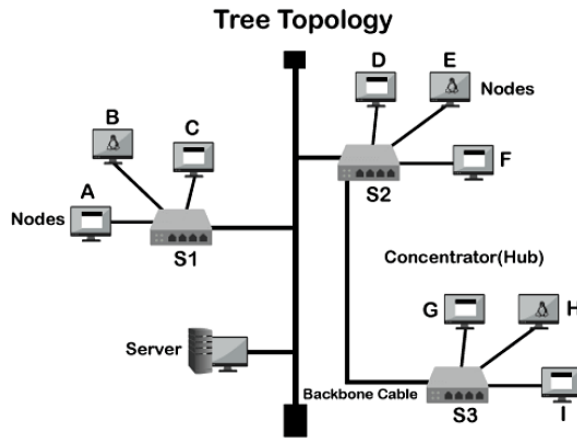 Tree Topology
D
E
Nodes
B
C
F
A
S2
Nodes
S1
Concentrator(Hub)
G
H
Server
Backbone Cable
S3
I